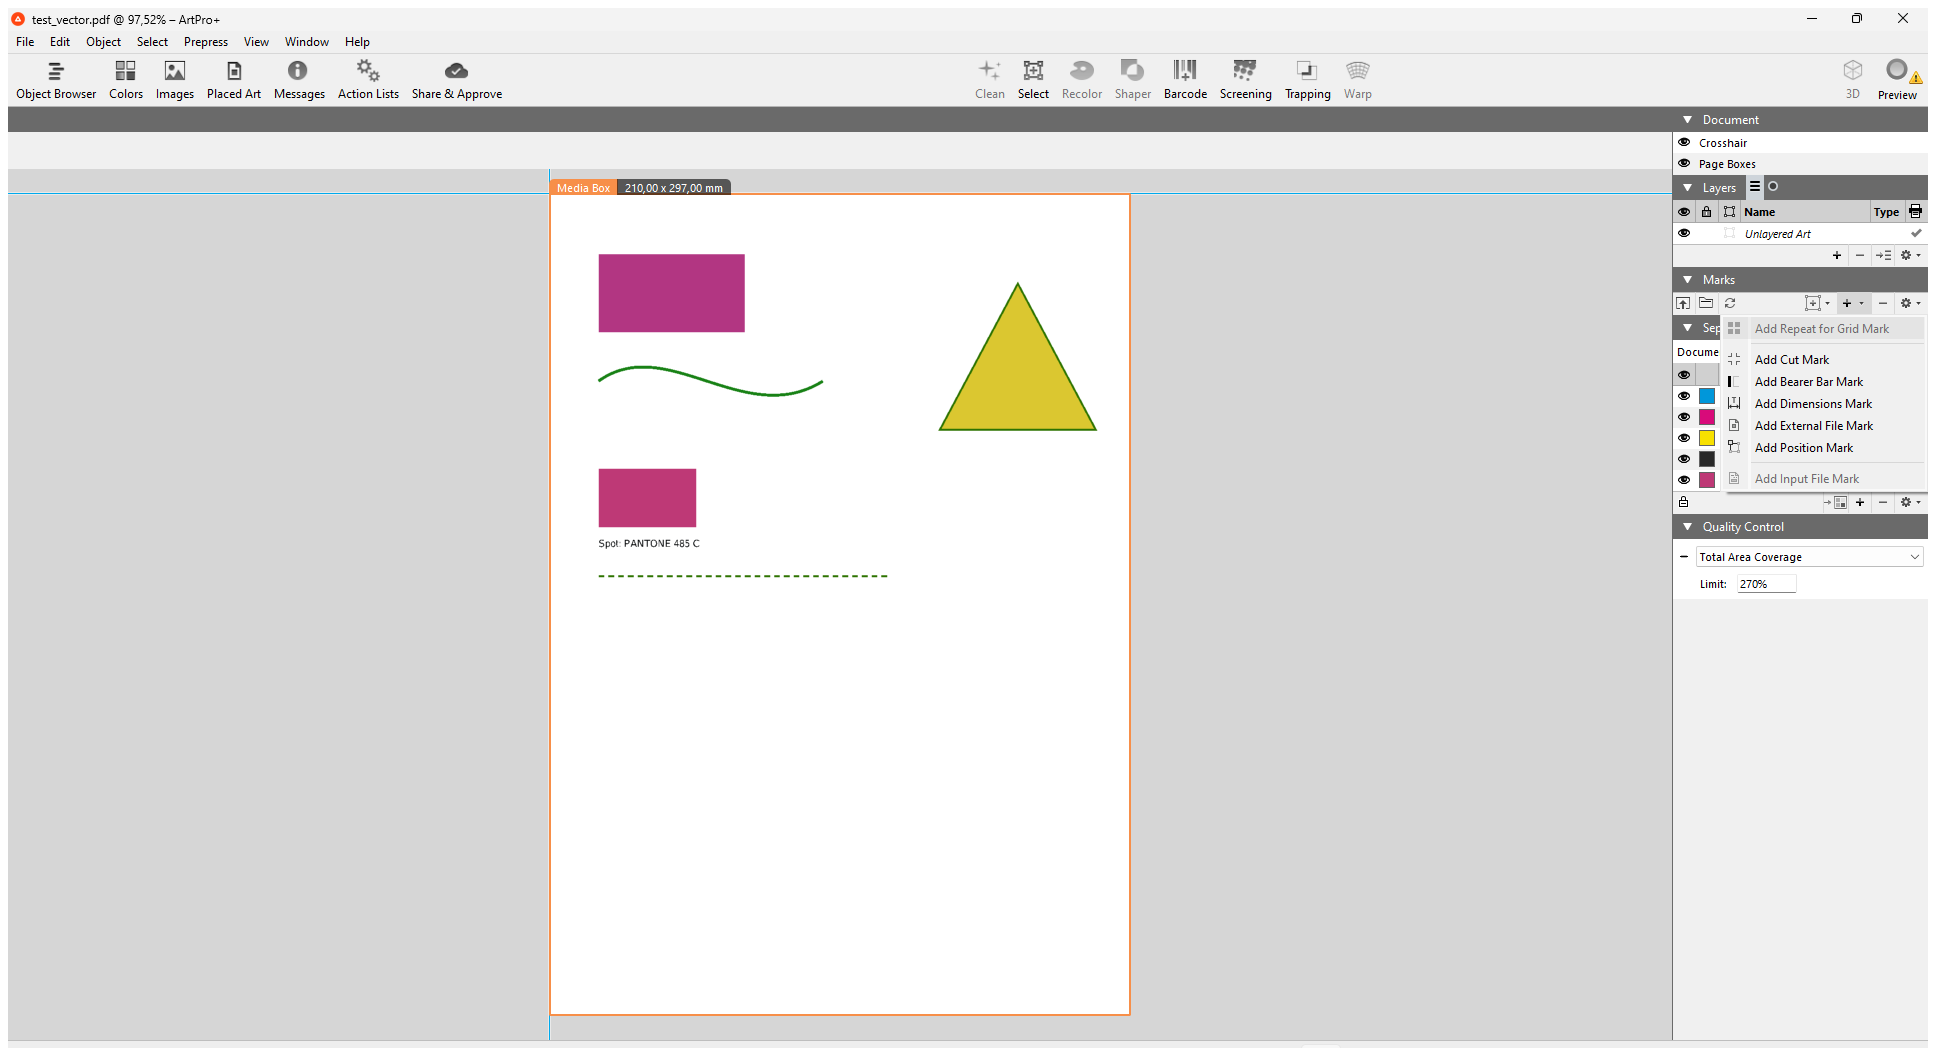 test_vector.pdf @ 97,52% – ArtPro+
File Edit Object Select Prepress View Window Help
Object Browser Colors Images Placed Art Messages Action Lists Share & Approve Clean Select Recolor Shaper Barcode Screening Trapping Warp 3D Preview
Document
Crosshair
Page Boxes
Media Box 210,00 x 297,00 mm
Layers
Name Type
Unlayered Art
Marks
Sep
Add Repeat for Grid Mark
Docume
Add Cut Mark
Add Bearer Bar Mark
Add Dimensions Mark
Add External File Mark
Add Position Mark
Add Input File Mark
Quality Control
Spot: PANTONE 485 C
Total Area Coverage
Limit: 270%